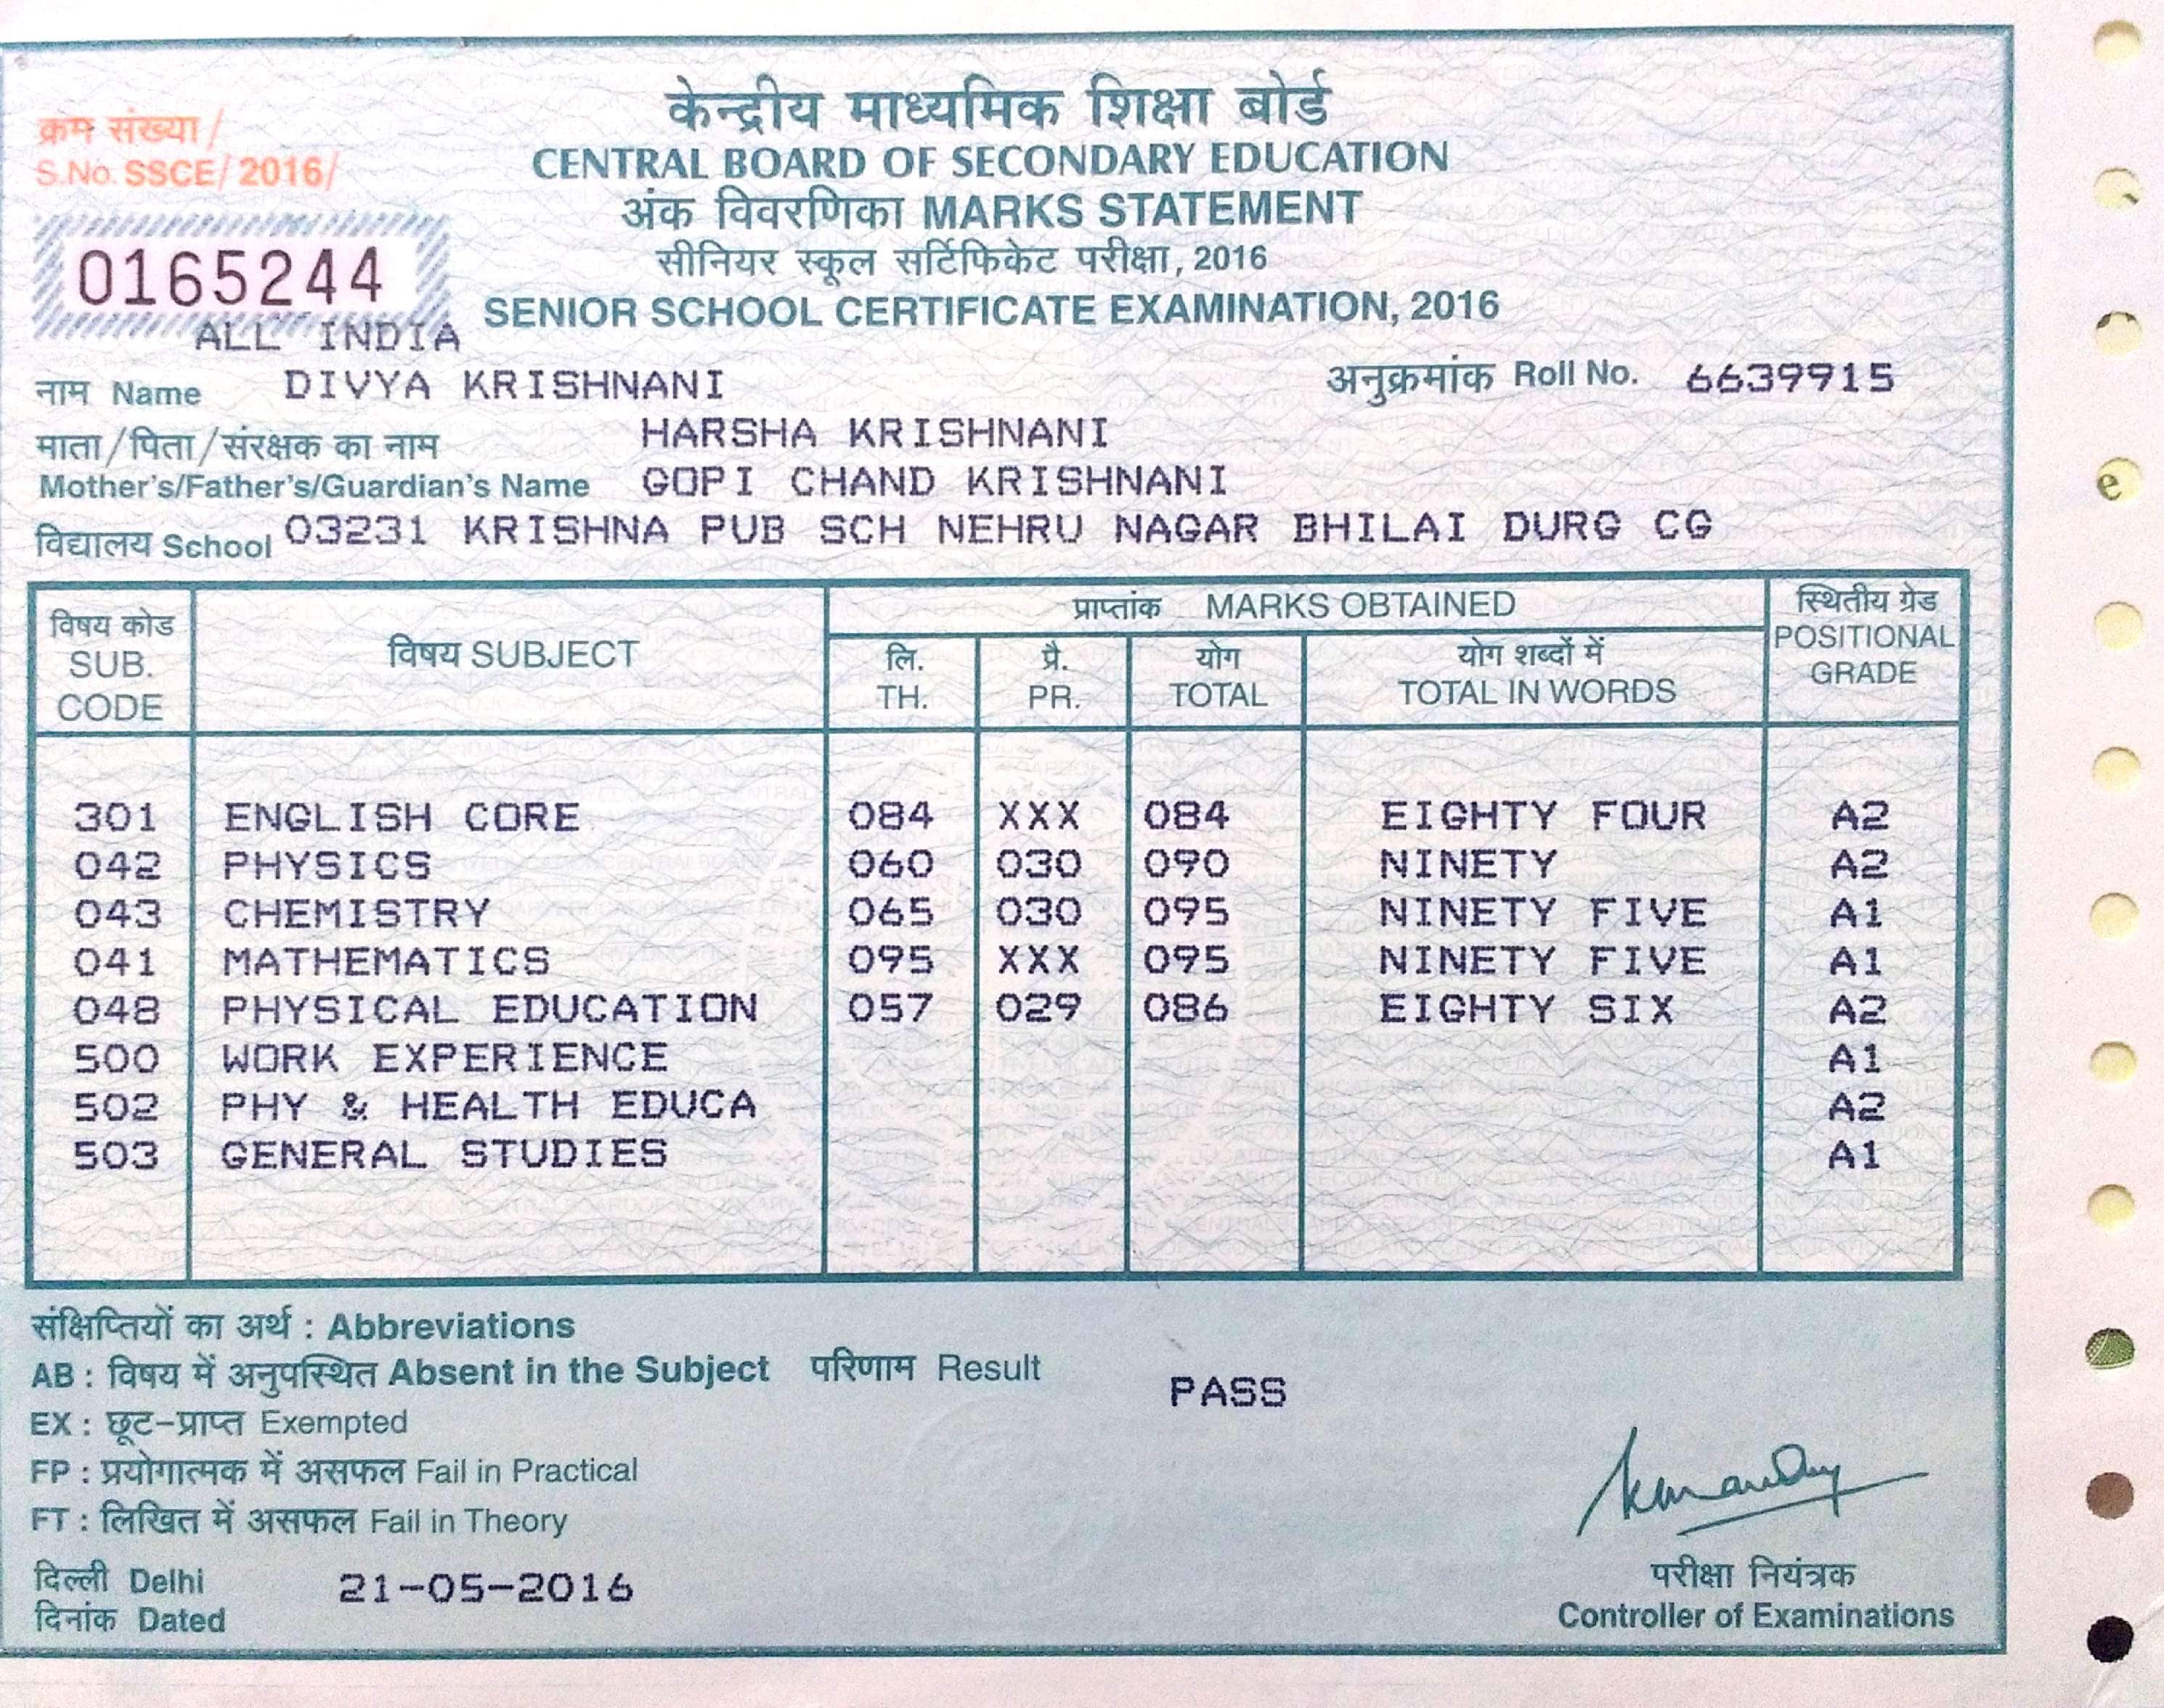 केन्द्रीय माध्यमिक शिक्षा बोर्ड
क्रम संख्या/
S.No. SSCE/ 2016/
CENTRAL BOARD OF SECONDARY EDUCATION
अंक विवरणिका MARKS STATEMENT
0165244
सीनियर स्कूल सर्टिफिकेट परीक्षा, 2016
SENIOR SCHOOL CERTIFICATE EXAMINATION, 2016
ALL INDIA
नाम Name DIVYA KRISHNANI अनुक्रमांक Roll No. 6639915
माता/पिता/संरक्षक का नाम HARSHA KRISHNANI
Mother's/Father's/Guardian's Name GOPI CHAND KRISHNANI
विद्यालय School 03231 KRISHNA PUB SCH NEHRU NAGAR BHILAI DURG CG
विषय कोड SUB. CODE विषय SUBJECT प्राप्तांक MARKS OBTAINED स्थितीय ग्रेड POSITIONAL GRADE
लि. TH. प्रै. PR. योग TOTAL योग शब्दों में TOTAL IN WORDS
301 ENGLISH CORE 084 XXX 084 EIGHTY FOUR A2
042 PHYSICS 060 030 090 NINETY A2
043 CHEMISTRY 065 030 095 NINETY FIVE A1
041 MATHEMATICS 095 XXX 095 NINETY FIVE A1
048 PHYSICAL EDUCATION 057 029 086 EIGHTY SIX A2
500 WORK EXPERIENCE A1
502 PHY & HEALTH EDUCA A2
503 GENERAL STUDIES A1
संक्षिप्तियों का अर्थ : Abbreviations
AB : विषय में अनुपस्थित Absent in the Subject परिणाम Result PASS
EX : छूट-प्राप्त Exempted
FP : प्रयोगात्मक में असफल Fail in Practical
FT : लिखित में असफल Fail in Theory
दिल्ली Delhi
दिनांक Dated 21-05-2016
परीक्षा नियंत्रक
Controller of Examinations